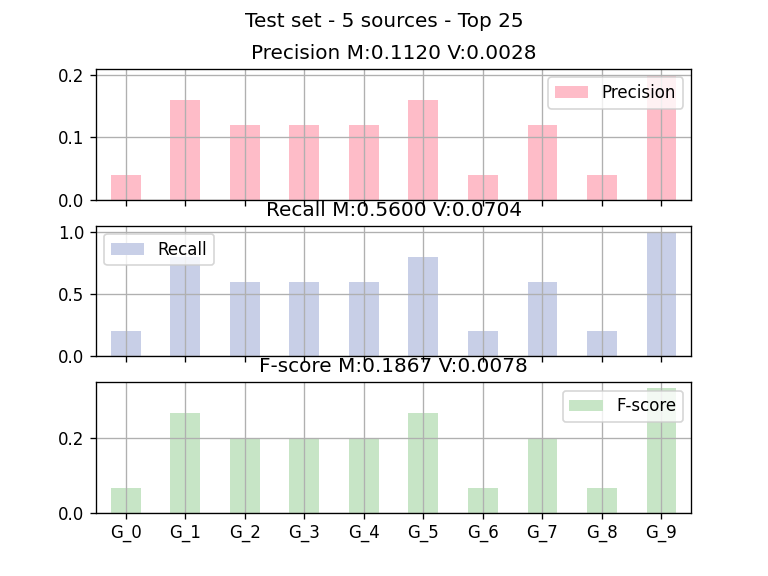 Test set - 5 sources - Top 25
Precision M:0.1120 V:0.0028
0.2
Precision
0.1
0.0
Recall M:0.5600 V:0.0704
1.0
Recall
0.5
0.0
F-score M:0.1867 V:0.0078
F-score
0.2
0.0
G_0 G_1 G_2 G_3 G_4 G_5 G_6 G_7 G_8 G_9